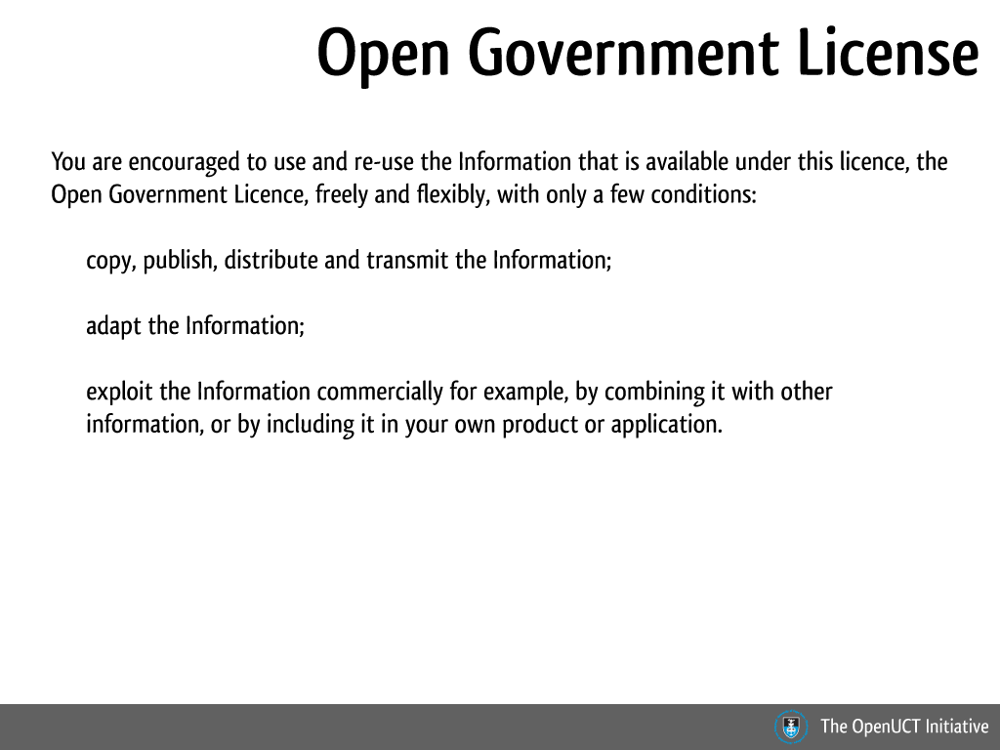 Open Government License
You are encouraged to use and re-use the Information that is available under this licence, the
Open Government Licence, freely and flexibly, with only a few conditions:
copy, publish, distribute and transmit the Information;
adapt the Information;
exploit the Information commercially for example, by combining it with other
information, or by including it in your own product or application.
The OpenUCT Initiative